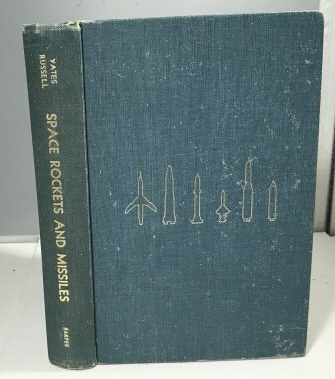 YATES
RUSSELL
SPACE ROCKETS AND MISSILES
HARPER